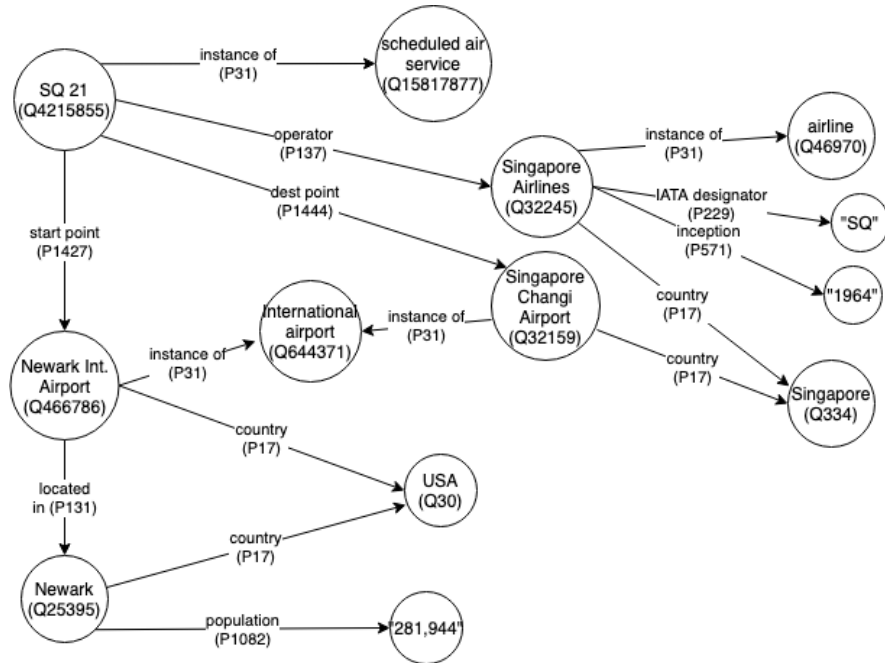 scheduled air
service
(Q15817877)
instance of
(P31)
SQ 21
(Q4215855)
operator
(P137)
instance of
(P31)
airline
(Q46970)
Singapore
Airlines
(Q32245)
dest point
(P1444)
IATA designator
(P229)
"SQ"
inception
(P571)
start point
(P1427)
"1964"
Singapore
Changi
Airport
(Q32159)
country
(P17)
International
airport
(Q644371)
instance of
(P31)
instance of
(P31)
Newark Int.
Airport
(Q466786)
country
(P17)
Singapore
(Q334)
country
(P17)
USA
(Q30)
located
in (P131)
country
(P17)
Newark
(Q25395)
population
(P1082)
"281,944"